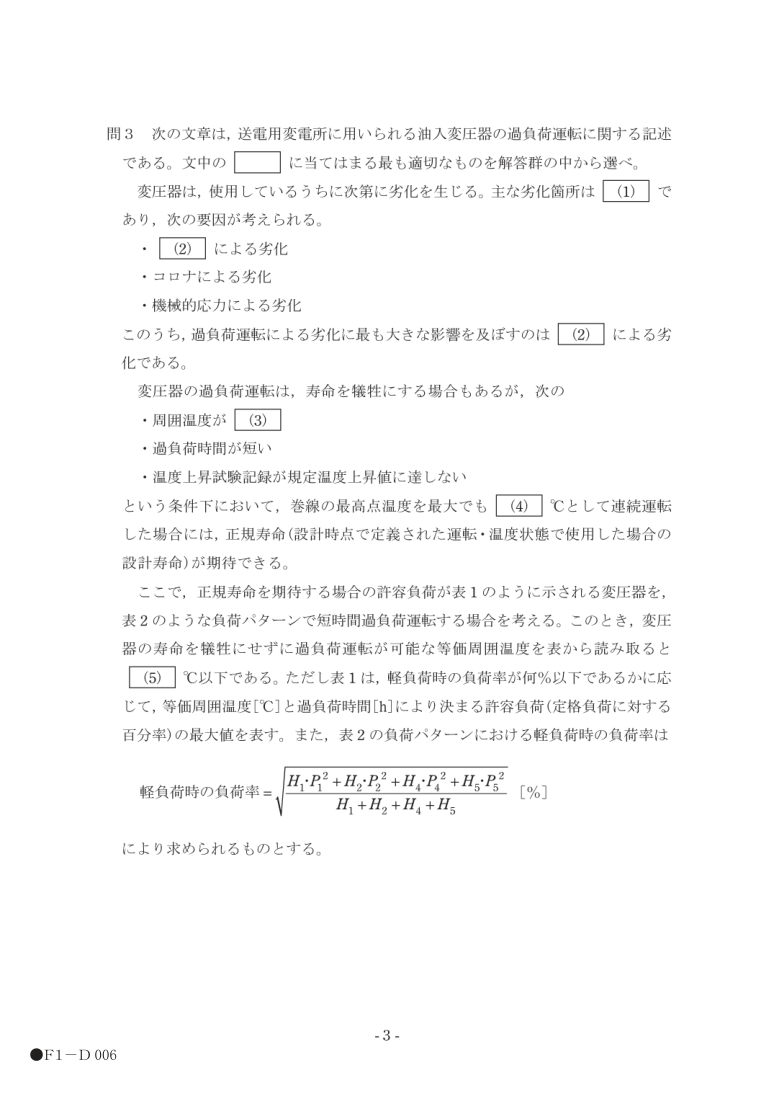 問3 次の文章は,送電用変電所に用いられる油入変圧器の過負荷運転に関する記述
である。文中の に当てはまる最も適切なものを解答群の中から選べ。
変圧器は,使用しているうちに次第に劣化を生じる。主な劣化箇所は (1) で
あり,次の要因が考えられる。
・ (2) による劣化
・コロナによる劣化
・機械的応力による劣化
このうち,過負荷運転による劣化に最も大きな影響を及ぼすのは (2) による劣
化である。
変圧器の過負荷運転は,寿命を犠牲にする場合もあるが,次の
・周囲温度が (3)
・過負荷時間が短い
・温度上昇試験記録が規定温度上昇値に達しない
という条件下において,巻線の最高点温度を最大でも (4) ℃として連続運転
した場合には,正規寿命(設計時点で定義された運転・温度状態で使用した場合の
設計寿命)が期待できる。
ここで,正規寿命を期待する場合の許容負荷が表1のように示される変圧器を,
表2のような負荷パターンで短時間過負荷運転する場合を考える。このとき,変圧
器の寿命を犠牲にせずに過負荷運転が可能な等価周囲温度を表から読み取ると
(5) ℃以下である。ただし表1は,軽負荷時の負荷率が何%以下であるかに応
じて,等価周囲温度[℃]と過負荷時間[h]により決まる許容負荷(定格負荷に対する
百分率)の最大値を表す。また,表2の負荷パターンにおける軽負荷時の負荷率は
軽負荷時の負荷率=√((H₁・P₁²+H₂・P₂²+H₄・P₄²+H₅・P₅²)/(H₁+H₂+H₄+H₅)) [%]
により求められるものとする。
-3-
●F1-D 006